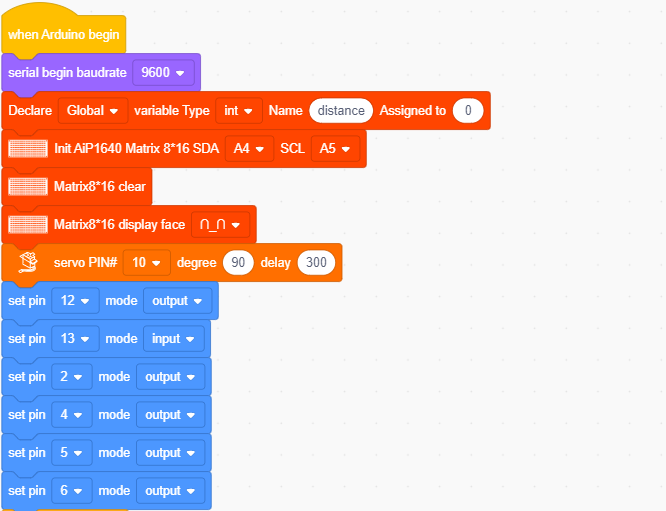 when Arduino begin
serial begin baudrate 9600
Declare Global variable Type int Name distance Assigned to 0
Init AiP1640 Matrix 8*16 SDA A4 SCL A5
Matrix8*16 clear
Matrix8*16 display face ∩_∩
servo PIN# 10 degree 90 delay 300
set pin 12 mode output
set pin 13 mode input
set pin 2 mode output
set pin 4 mode output
set pin 5 mode output
set pin 6 mode output